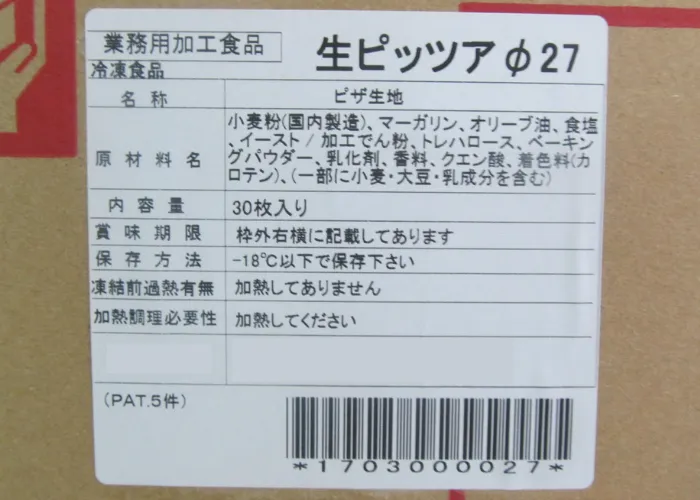 業務用加工食品
生ピッツアφ27
冷凍食品
名 称
ピザ生地
原 材 料 名
小麦粉(国内製造)、マーガリン、オリーブ油、食塩
、イースト / 加工でん粉、トレハロース、ベーキン
グパウダー、乳化剤、香料、クエン酸、着色料(カ
ロテン)、(一部に小麦・大豆・乳成分を含む)
内 容 量
30枚入り
賞 味 期 限
枠外右横に記載してあります
保 存 方 法
-18℃以下で保存下さい
凍結前過熱有無
加熱してありません
加熱調理必要性
加熱してください
(PAT.5件)
*1703000027*